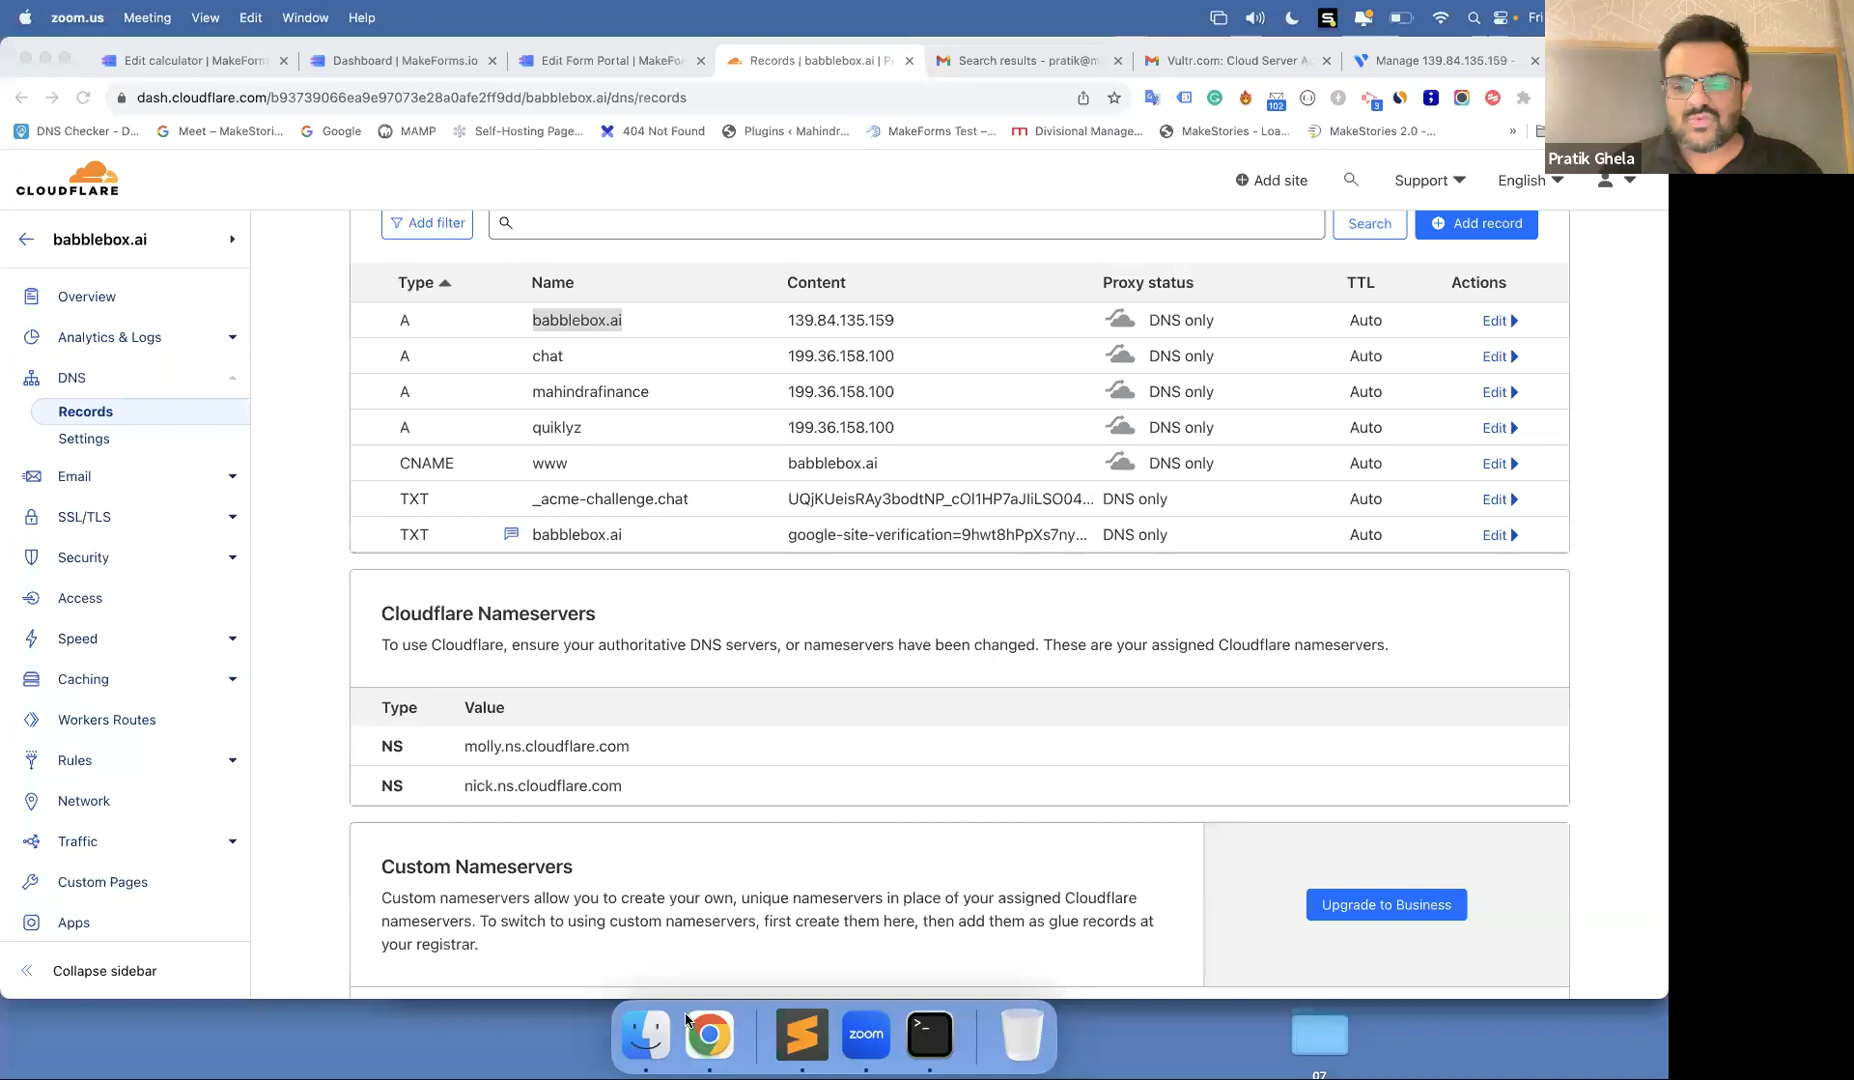 zoom.us Meeting View Edit Window Help
S Fri
Edit calculator | MakeForm
Dashboard | MakeForms.io
Edit Form Portal | MakeFo
Records | babblebox.ai | P
Search results - pratik@m
Vultr.com: Cloud Server A
Manage 139.84.135.159 -
dash.cloudflare.com/b93739066ea9e97073e28a0afe2ff9dd/babblebox.ai/dns/records
102
3
DNS Checker - D...
Meet – MakeStori...
Google
MAMP
Self-Hosting Page...
404 Not Found
Plugins ‹ Mahindr...
MakeForms Test –...
Divisional Manage...
MakeStories - Loa...
MakeStories 2.0 -...
»
Pratik Ghela
CLOUDFLARE
Add site
Support
English
babblebox.ai
Overview
Analytics & Logs
DNS
Records
Settings
Email
SSL/TLS
Security
Access
Speed
Caching
Workers Routes
Rules
Network
Traffic
Custom Pages
Apps
Collapse sidebar
Add filter
Search
Add record
Type Name Content Proxy status TTL Actions
A babblebox.ai 139.84.135.159 DNS only Auto Edit
A chat 199.36.158.100 DNS only Auto Edit
A mahindrafinance 199.36.158.100 DNS only Auto Edit
A quiklyz 199.36.158.100 DNS only Auto Edit
CNAME www babblebox.ai DNS only Auto Edit
TXT _acme-challenge.chat UQjKUeisRAy3bodtNP_cOl1HP7aJIiLSO04... DNS only Auto Edit
TXT babblebox.ai google-site-verification=9hwt8hPpXs7ny... DNS only Auto Edit
Cloudflare Nameservers
To use Cloudflare, ensure your authoritative DNS servers, or nameservers have been changed. These are your assigned Cloudflare nameservers.
Type Value
NS molly.ns.cloudflare.com
NS nick.ns.cloudflare.com
Custom Nameservers
Custom nameservers allow you to create your own, unique nameservers in place of your assigned Cloudflare
nameservers. To switch to using custom nameservers, first create them here, then add them as glue records at
your registrar.
Upgrade to Business
zoom
>_
07